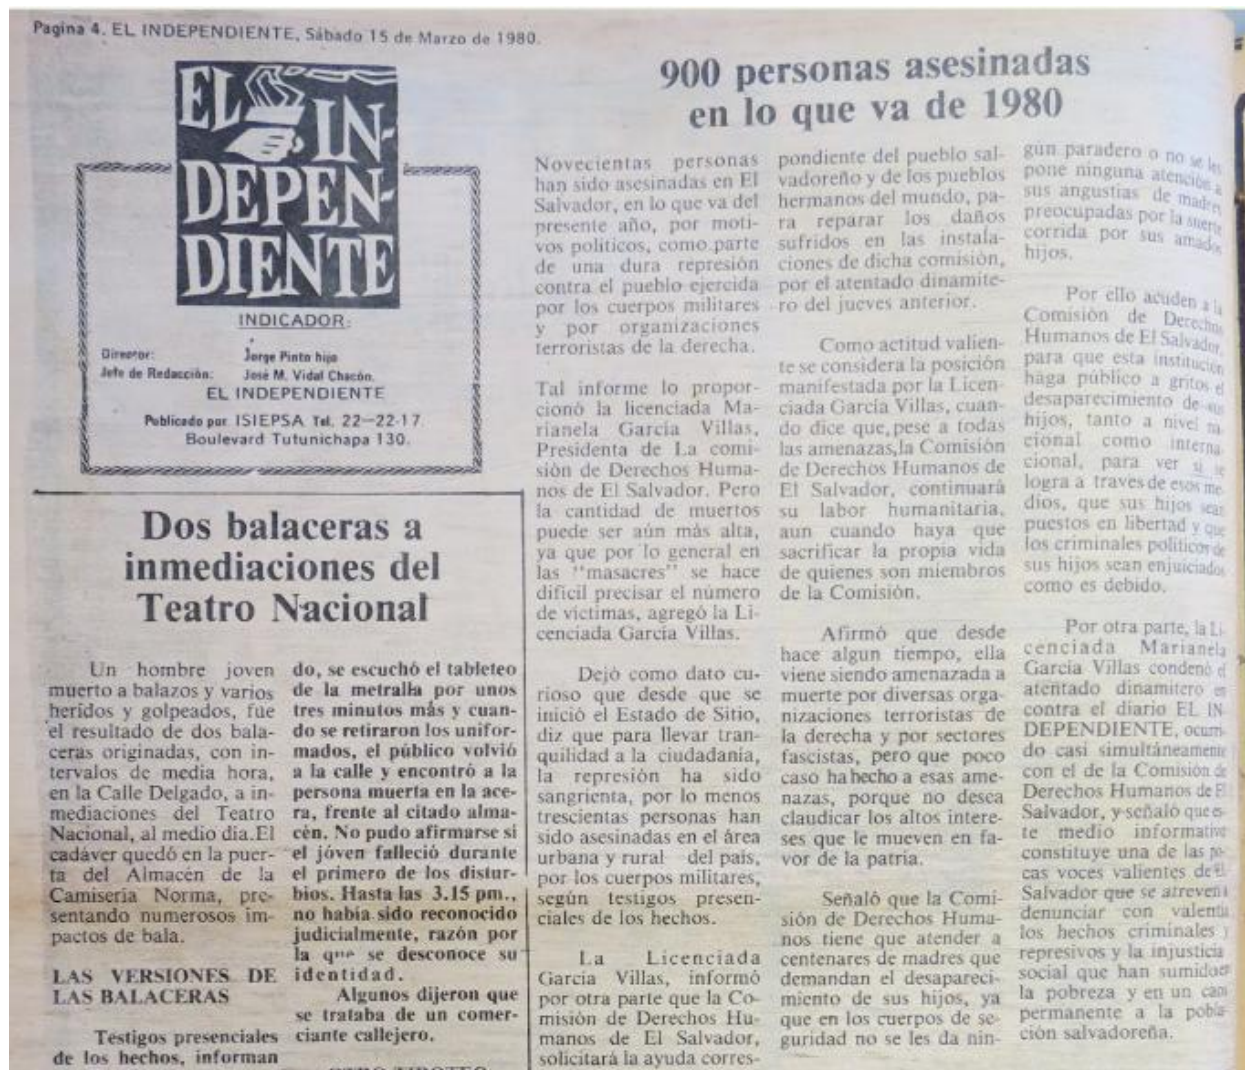 Pagina 4. EL INDEPENDIENTE, Sábado 15 de Marzo de 1980.
EL IN-
DEPEN-
DIENTE
INDICADOR:
Director: Jorge Pinto hijo
Jefe de Redacción: José M. Vidal Chacón.
EL INDEPENDIENTE
Publicado por ISIEPSA Tel. 22—22-17
Boulevard Tutunichapa 130.
Dos balaceras a
inmediaciones del
Teatro Nacional
Un hombre joven
muerto a balazos y varios
heridos y golpeados, fue
el resultado de dos bala-
ceras originadas, con in-
tervalos de media hora,
en la Calle Delgado, a in-
mediaciones del Teatro
Nacional, al medio dia. El
cadáver quedó en la puer-
ta del Almacén de la
Camisería Norma, pre-
sentando numerosos im-
pactos de bala.
LAS VERSIONES DE
LAS BALACERAS
Testigos presenciales
de los hechos, informan
do, se escuchó el tableteo
de la metralla por unos
tres minutos más y cuan-
do se retiraron los unifor-
mados, el público volvió
a la calle y encontró a la
persona muerta en la ace-
ra, frente al citado alma-
cén. No pudo afirmarse si
el jóven falleció durante
el primero de los distur-
bios. Hasta las 3.15 pm.,
no había sido reconocido
judicialmente, razón por
la que se desconoce su
identidad.
Algunos dijeron que
se trataba de un comer-
ciante callejero.
900 personas asesinadas
en lo que va de 1980
Novecientas personas
han sido asesinadas en El
Salvador, en lo que va del
presente año, por moti-
vos políticos, como parte
de una dura represión
contra el pueblo ejercida
por los cuerpos militares
y por organizaciones
terroristas de la derecha.
Tal informe lo propor-
cionó la licenciada Ma-
rianela García Villas,
Presidenta de La comi-
sión de Derechos Huma-
nos de El Salvador. Pero
la cantidad de muertos
puede ser aún más alta,
ya que por lo general en
las "masacres" se hace
dificil precisar el número
de víctimas, agregó la Li-
cenciada García Villas.
Dejó como dato cu-
rioso que desde que se
inició el Estado de Sitio,
diz que para llevar tran-
quilidad a la ciudadanía,
la represión ha sido
sangrienta, por lo menos
trescientas personas han
sido asesinadas en el área
urbana y rural del país,
por los cuerpos militares,
según testigos presen-
ciales de los hechos.
La Licenciada
García Villas, informó
por otra parte que la Co-
misión de Derechos Hu-
manos de El Salvador,
solicitará la ayuda corres-
pondiente del pueblo sal-
vadoreño y de los pueblos
hermanos del mundo, pa-
ra reparar los daños
sufridos en las instala-
ciones de dicha comisión,
por el atentado dinamite-
ro del jueves anterior.
Como actitud valien-
te se considera la posición
manifestada por la Licen-
ciada García Villas, cuan-
do dice que, pese a todas
las amenazas, la Comisión
de Derechos Humanos de
El Salvador, continuará
su labor humanitaria,
aun cuando haya que
sacrificar la propia vida
de quienes son miembros
de la Comisión.
Afirmó que desde
hace algun tiempo, ella
viene siendo amenazada a
muerte por diversas orga-
nizaciones terroristas de
la derecha y por sectores
fascistas, pero que poco
caso ha hecho a esas ame-
nazas, porque no desea
claudicar los altos intere-
ses que le mueven en fa-
vor de la patria.
Señaló que la Comi-
sión de Derechos Huma-
nos tiene que atender a
centenares de madres que
demandan el desapareci-
miento de sus hijos, ya
que en los cuerpos de se-
guridad no se les da nin-
gún paradero o no se les
pone ninguna atención a
sus angustias de madres
preocupadas por la suerte
corrida por sus amados
hijos.
Por ello acuden a la
Comisión de Derechos
Humanos de El Salvador,
para que esta institución
haga público a gritos el
desaparecimiento de sus
hijos, tanto a nivel na-
cional como interna-
cional, para ver si se
logra a traves de esos me-
dios, que sus hijos sean
puestos en libertad y que
los criminales políticos de
sus hijos sean enjuiciados
como es debido.
Por otra parte, la Li-
cenciada Marianela
García Villas condenó el
atentado dinamitero en
contra el diario EL IN-
DEPENDIENTE, ocurri-
do casi simultáneamente
con el de la Comisión de
Derechos Humanos de El
Salvador, y señaló que es-
te medio informativo
constituye una de las po-
cas voces valientes de El
Salvador que se atreven a
denunciar con valentía
los hechos criminales y
represivos y la injusticia
social que han sumido en
la pobreza y en un
permanente a la pobla-
ción salvadoreña.